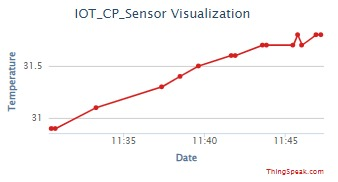 IOT_CP_Sensor Visualization
Temperature
31.5
31
11:35
11:40
11:45
Date
ThingSpeak.com